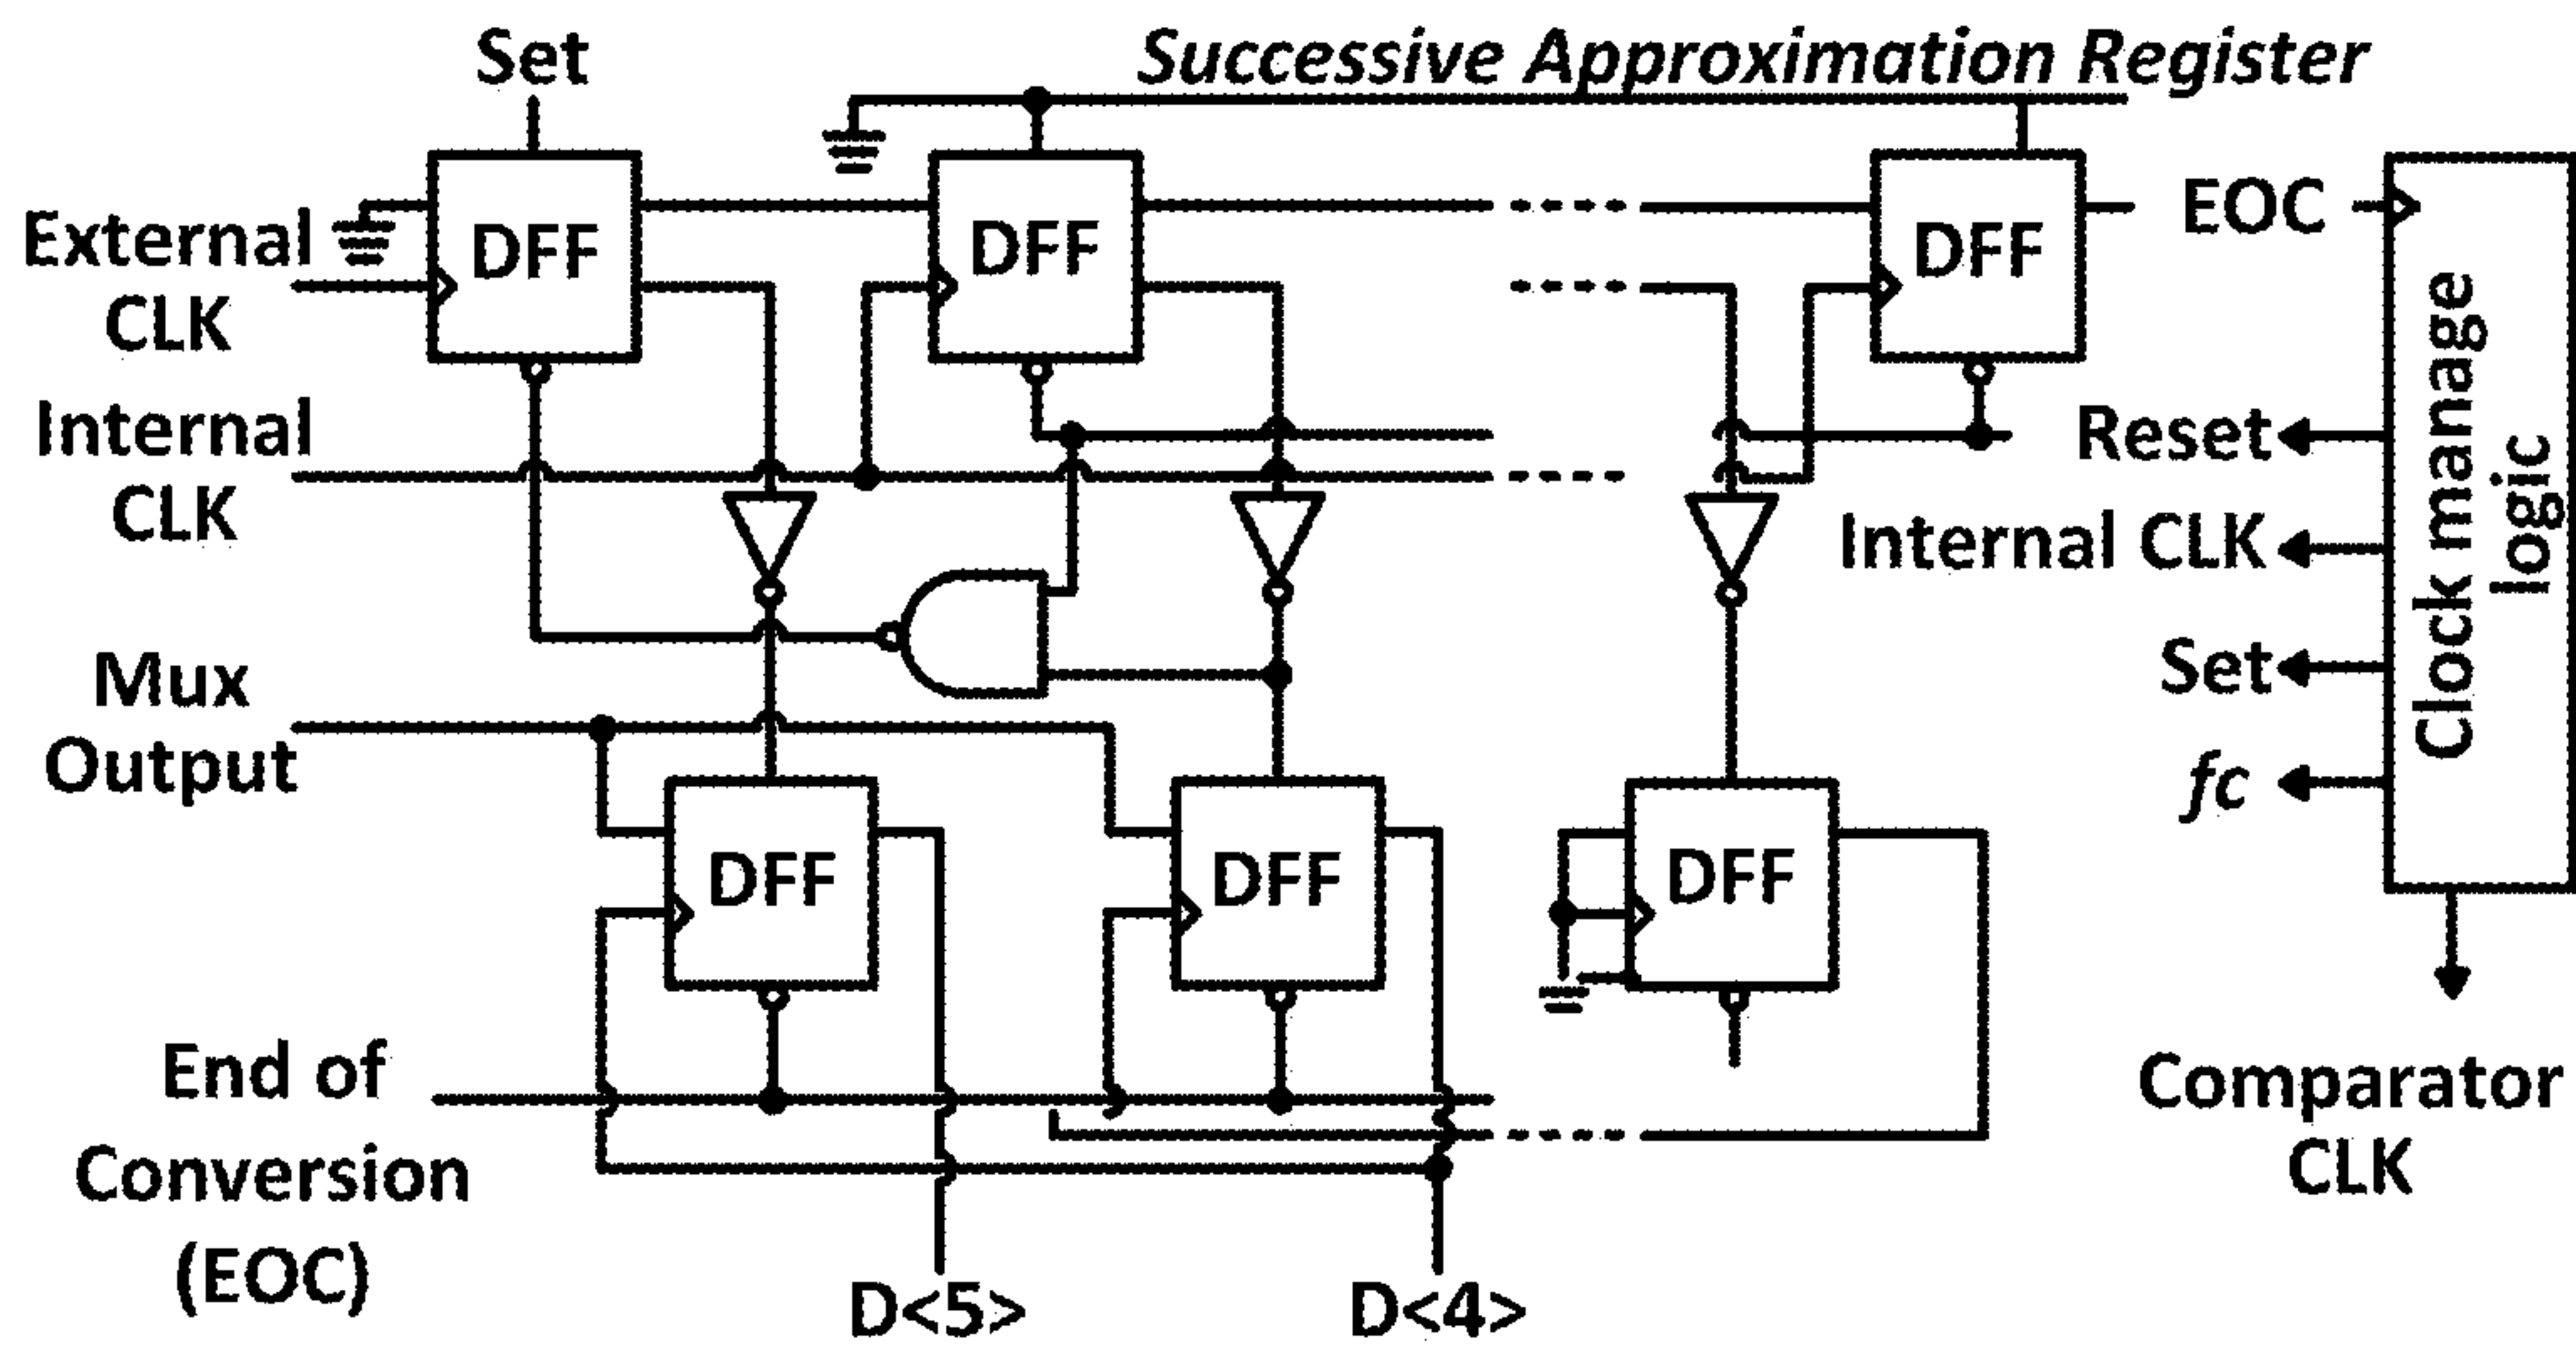 Set
Successive Approximation Register
External
CLK
DFF
DFF
DFF
EOC
Internal
CLK
Reset
Internal CLK
Set
fc
Clock manage
logic
Mux
Output
DFF
DFF
DFF
End of
Conversion
(EOC)
Comparator
CLK
D<5>
D<4>